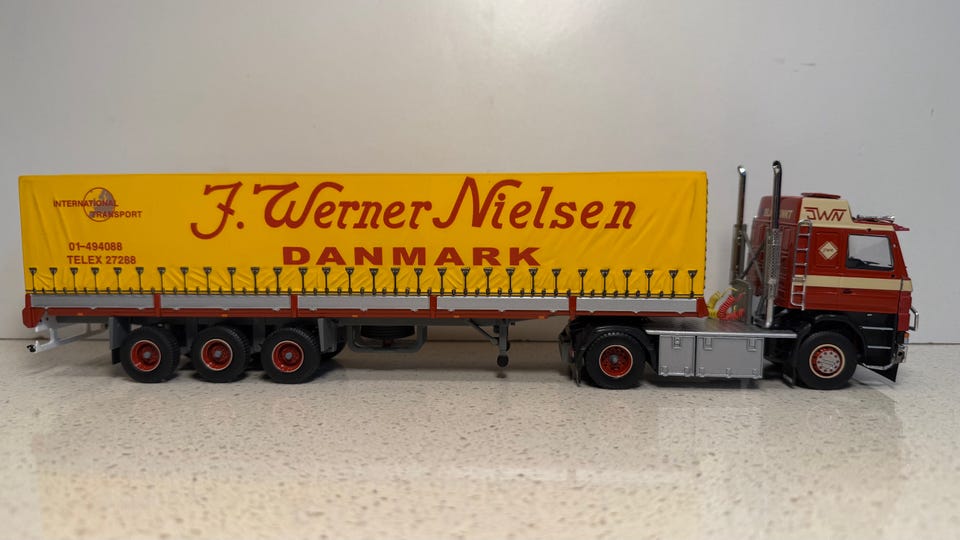 INTERNATIONAL
TRANSPORT
01-494088
TELEX 27288
J. Werner Nielsen
DANMARK
JWN